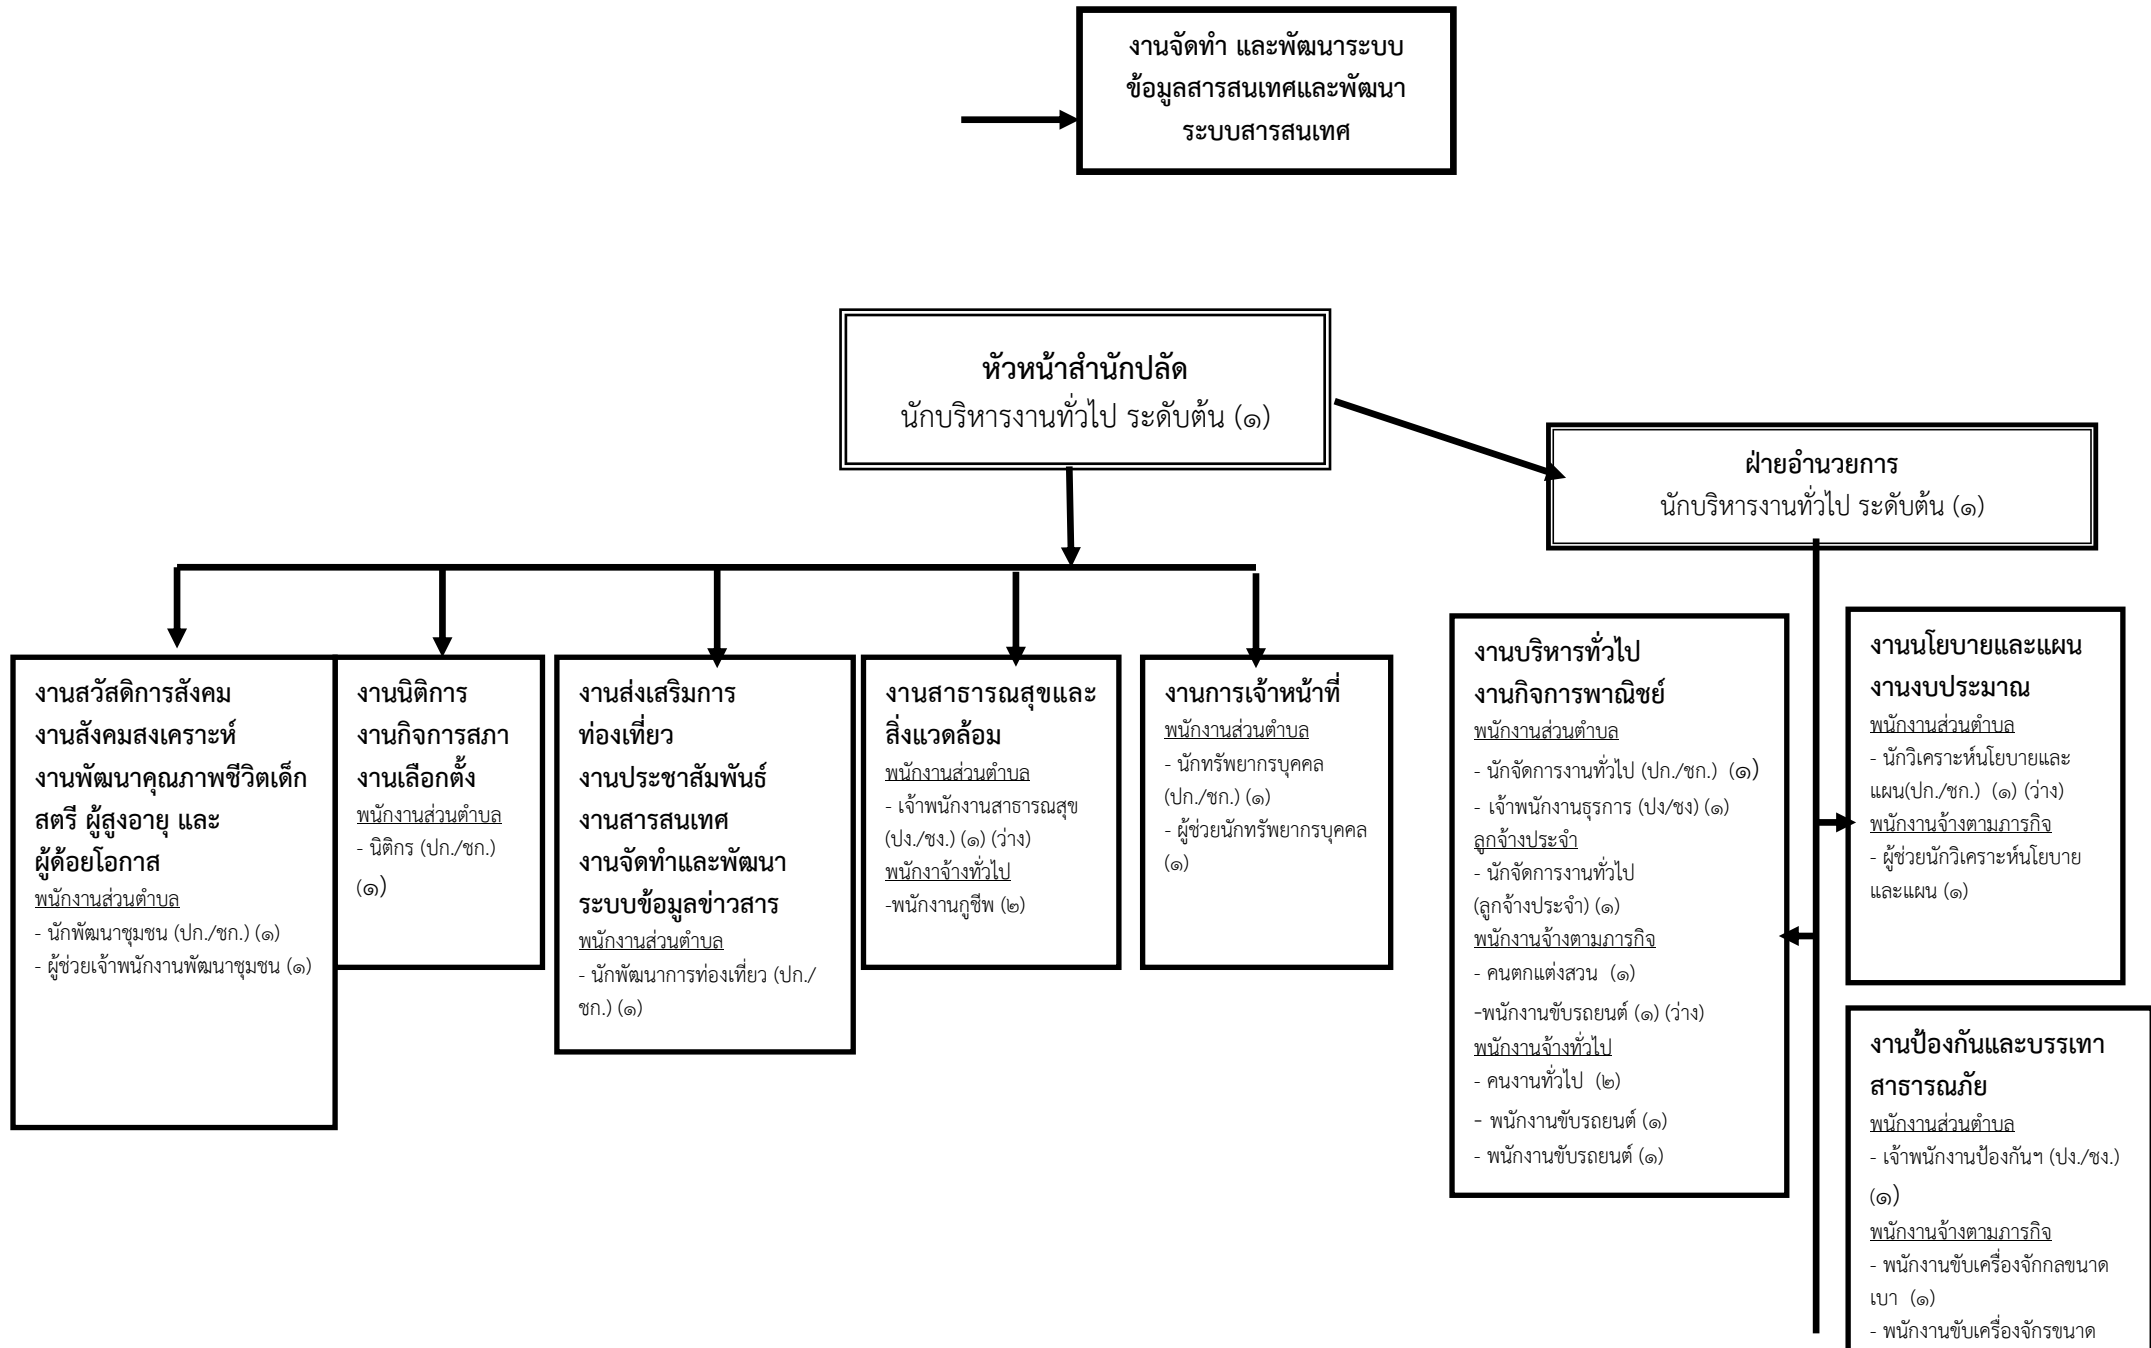 งานจัดทำ และพัฒนาระบบ
ข้อมูลสารสนเทศและพัฒนา
ระบบสารสนเทศ
หัวหน้าสำนักปลัด
นักบริหารงานทั่วไป ระดับต้น (๑)
ฝ่ายอำนวยการ
นักบริหารงานทั่วไป ระดับต้น (๑)
งานสวัสดิการสังคม
งานสังคมสงเคราะห์
งานพัฒนาคุณภาพชีวิตเด็ก
สตรี ผู้สูงอายุ และ
ผู้ด้อยโอกาส
พนักงานส่วนตำบล
- นักพัฒนาชุมชน (ปก./ชก.) (๑)
- ผู้ช่วยเจ้าพนักงานพัฒนาชุมชน (๑)
งานนิติการ
งานกิจการสภา
งานเลือกตั้ง
พนักงานส่วนตำบล
- นิติกร (ปก./ชก.)
(๑)
งานส่งเสริมการ
ท่องเที่ยว
งานประชาสัมพันธ์
งานสารสนเทศ
งานจัดทำและพัฒนา
ระบบข้อมูลข่าวสาร
พนักงานส่วนตำบล
- นักพัฒนาการท่องเที่ยว (ปก./
ชก.) (๑)
งานสาธารณสุขและ
สิ่งแวดล้อม
พนักงานส่วนตำบล
- เจ้าพนักงานสาธารณสุข
(ปง./ชง.) (๑) (ว่าง)
พนักงาจ้างทั่วไป
-พนักงานกูชีพ (๒)
งานการเจ้าหน้าที่
พนักงานส่วนตำบล
- นักทรัพยากรบุคคล
(ปก./ชก.) (๑)
- ผู้ช่วยนักทรัพยากรบุคคล
(๑)
งานบริหารทั่วไป
งานกิจการพาณิชย์
พนักงานส่วนตำบล
- นักจัดการงานทั่วไป (ปก./ชก.) (๑)
- เจ้าพนักงานธุรการ (ปง/ชง) (๑)
ลูกจ้างประจำ
- นักจัดการงานทั่วไป
(ลูกจ้างประจำ) (๑)
พนักงานจ้างตามภารกิจ
- คนตกแต่งสวน (๑)
-พนักงานขับรถยนต์ (๑) (ว่าง)
พนักงานจ้างทั่วไป
- คนงานทั่วไป (๒)
- พนักงานขับรถยนต์ (๑)
- พนักงานขับรถยนต์ (๑)
งานนโยบายและแผน
งานงบประมาณ
พนักงานส่วนตำบล
- นักวิเคราะห์นโยบายและ
แผน(ปก./ชก.) (๑) (ว่าง)
พนักงานจ้างตามภารกิจ
- ผู้ช่วยนักวิเคราะห์นโยบาย
และแผน (๑)
งานป้องกันและบรรเทา
สาธารณภัย
พนักงานส่วนตำบล
- เจ้าพนักงานป้องกันฯ (ปง./ชง.)
(๑)
พนักงานจ้างตามภารกิจ
- พนักงานขับเครื่องจักกลขนาด
เบา (๑)
- พนักงานขับเครื่องจักรขนาด